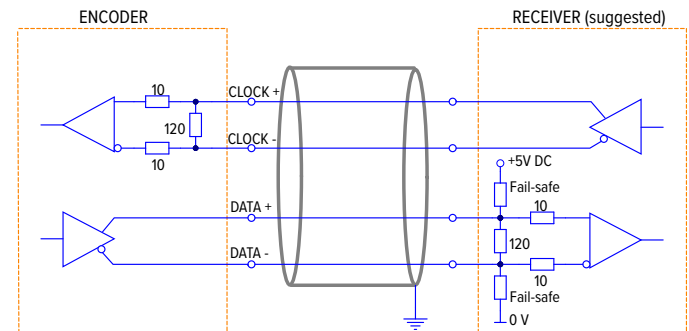 ENCODER
RECEIVER (suggested)
10
CLOCK +
120
CLOCK -
10
+5V DC
Fail-safe
DATA +
10
120
DATA -
10
Fail-safe
0 V